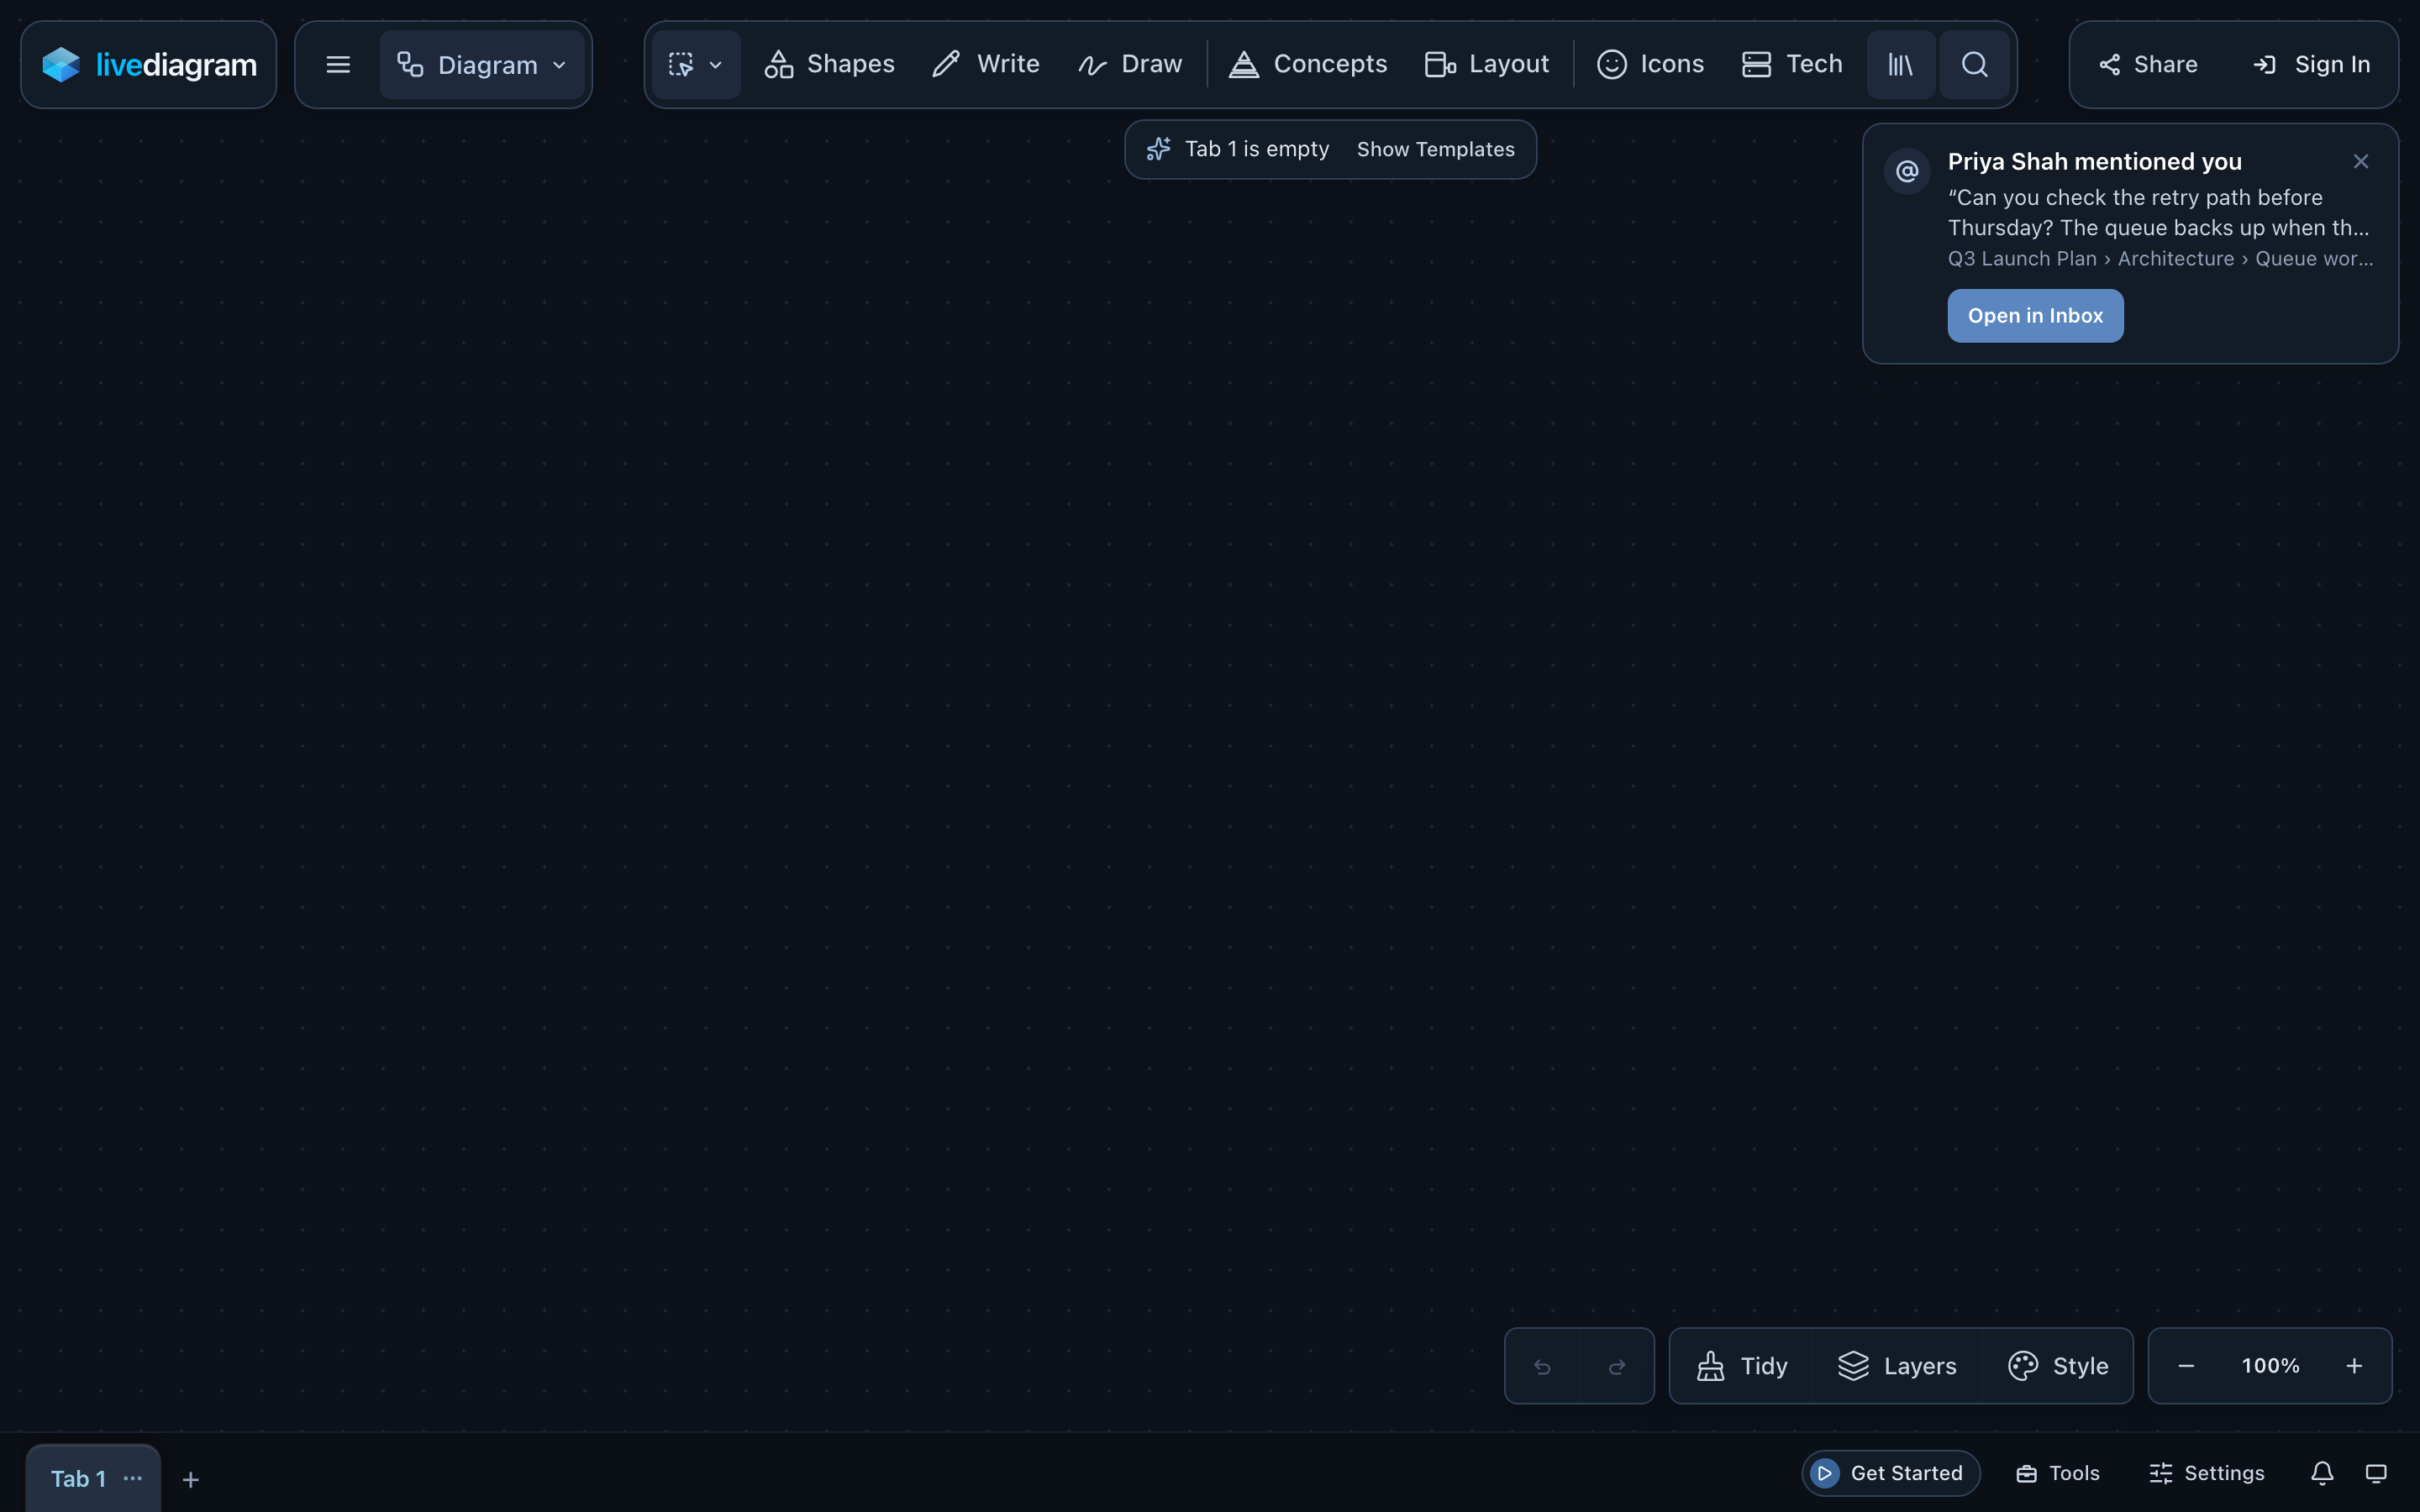 livediagram
Diagram
Shapes
Write
Draw
Concepts
Layout
Icons
Tech
Share
Sign In
Tab 1 is empty
Show Templates
@
Priya Shah mentioned you
“Can you check the retry path before
Thursday? The queue backs up when th...
Q3 Launch Plan › Architecture › Queue wor...
Open in Inbox
Tidy
Layers
Style
100%
Tab 1
Get Started
Tools
Settings